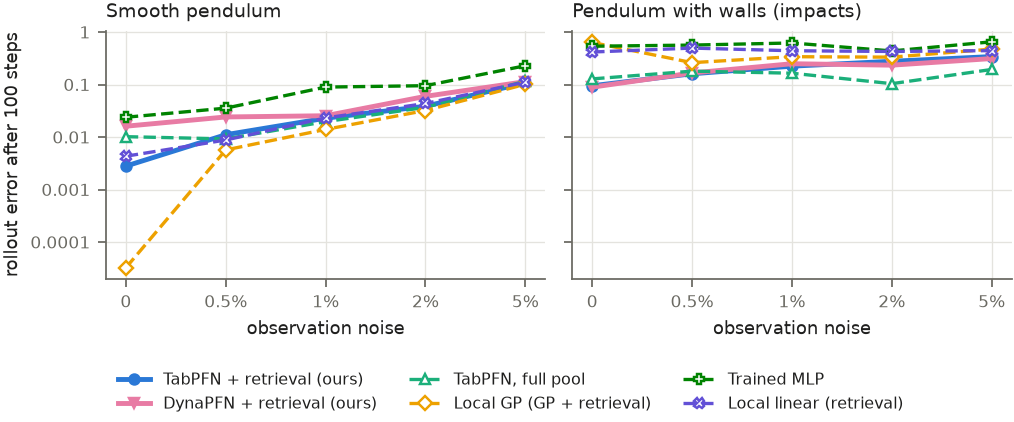 Smooth pendulum
Pendulum with walls (impacts)
rollout error after 100 steps
1
0.1
0.01
0.001
0.0001
0
0.5%
1%
2%
5%
0
0.5%
1%
2%
5%
observation noise
observation noise
TabPFN + retrieval (ours)
TabPFN, full pool
Trained MLP
DynaPFN + retrieval (ours)
Local GP (GP + retrieval)
Local linear (retrieval)